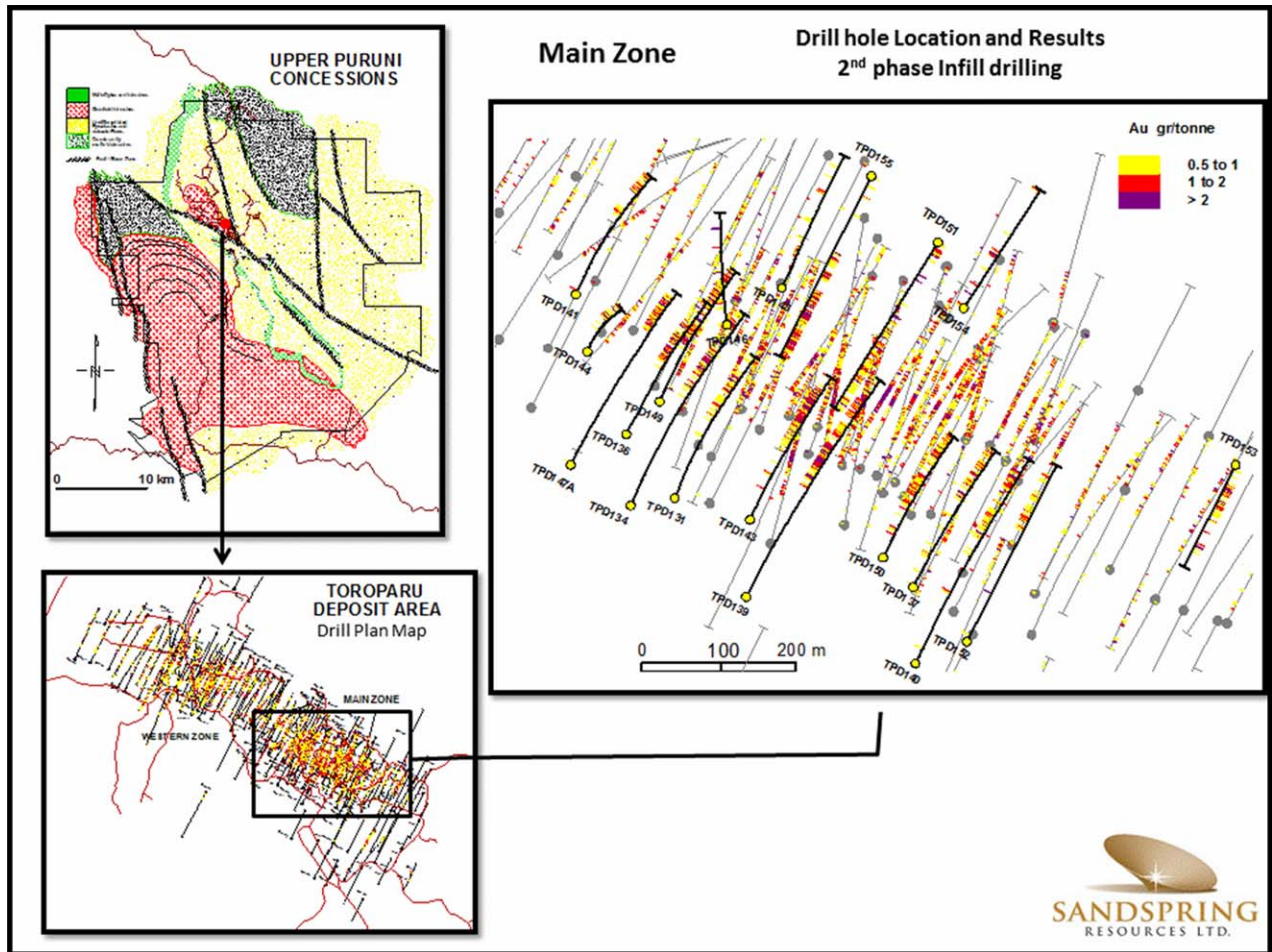 UPPER PURUNI
CONCESSIONS
N
0
10 km
Main Zone
Drill hole Location and Results
2nd phase Infill drilling
Au gr/tonne
0.5 to 1
1 to 2
> 2
TPD155
TPD151
TPD141
TPD154
TPD144
TPD149
TPD136
TPD153
TPD147A
TPD134
TPD131
TPD143
TPD150
TPD137
TPD139
TPD152
TPD140
0 100 200 m
TOROPARU
DEPOSIT AREA
Drill Plan Map
MAIN ZONE
WESTERN ZONE
SANDSPRING
RESOURCES LTD.